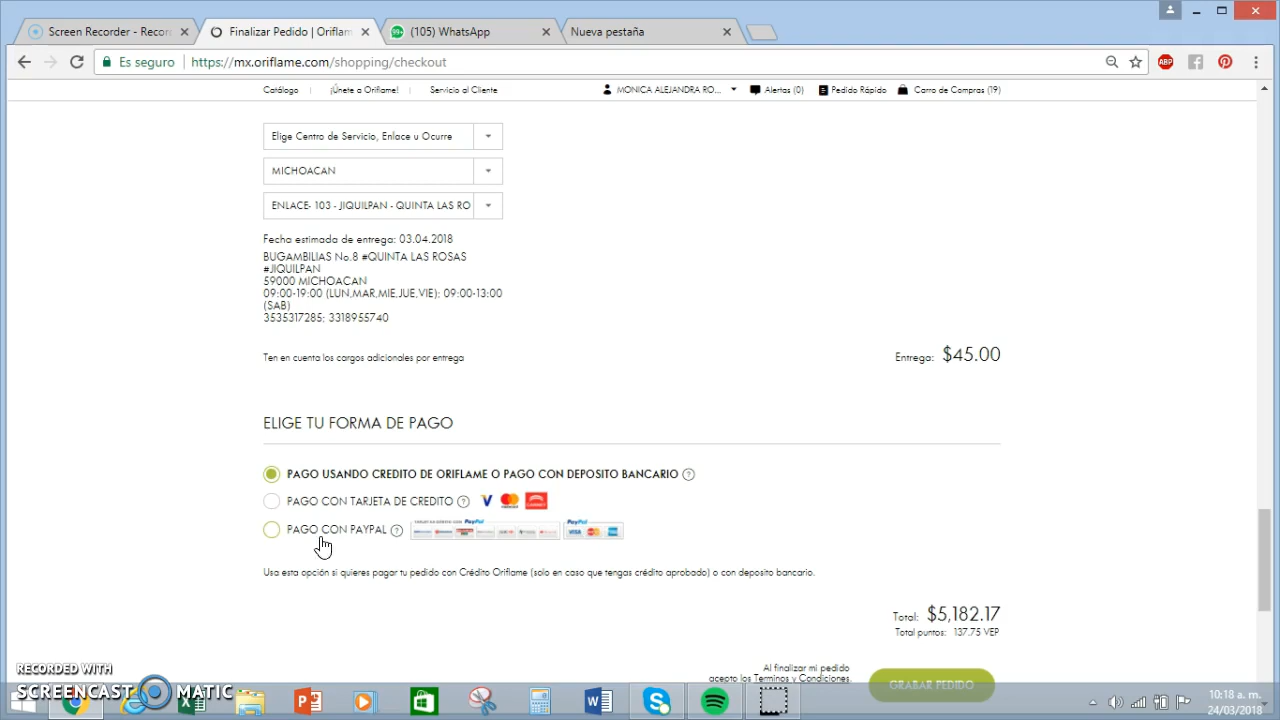 Screen Recorder - Recor
Finalizar Pedido | Oriflam
99+
(105) WhatsApp
Nueva pestaña
Es seguro
https://mx.oriflame.com/shopping/checkout
ABP
Catálogo
¡Únete a Oriflame!
Servicio al Cliente
MONICA ALEJANDRA RO...
Alertas (0)
Pedido Rápido
Carro de Compras (19)
Elige Centro de Servicio, Enlace u Ocurre
MICHOACAN
ENLACE- 103 - JIQUILPAN - QUINTA LAS RO
Fecha estimada de entrega: 03.04.2018
BUGAMBILIAS No.8 #QUINTA LAS ROSAS
#JIQUILPAN
59000 MICHOACAN
09:00-19:00 (LUN,MAR,MIE,JUE,VIE); 09:00-13:00
(SAB)
3535317285; 3318955740
Ten en cuenta los cargos adicionales por entrega
Entrega: $45.00
ELIGE TU FORMA DE PAGO
PAGO USANDO CREDITO DE ORIFLAME O PAGO CON DEPOSITO BANCARIO ?
PAGO CON TARJETA DE CREDITO ?
PAGO CON PAYPAL ?
PayPal
PayPal
VISA
Usa esta opción si quieres pagar tu pedido con Crédito Oriflame (solo en caso que tengas crédito aprobado) o con deposito bancario.
Total: $5,182.17
Total puntos: 137.75 VEP
Al finalizar mi pedido
acepto los Terminos y Condiciones.
GRABAR PEDIDO
RECORDED WITH
SCREENCAST MATIC
10:18 a. m.
24/03/2018